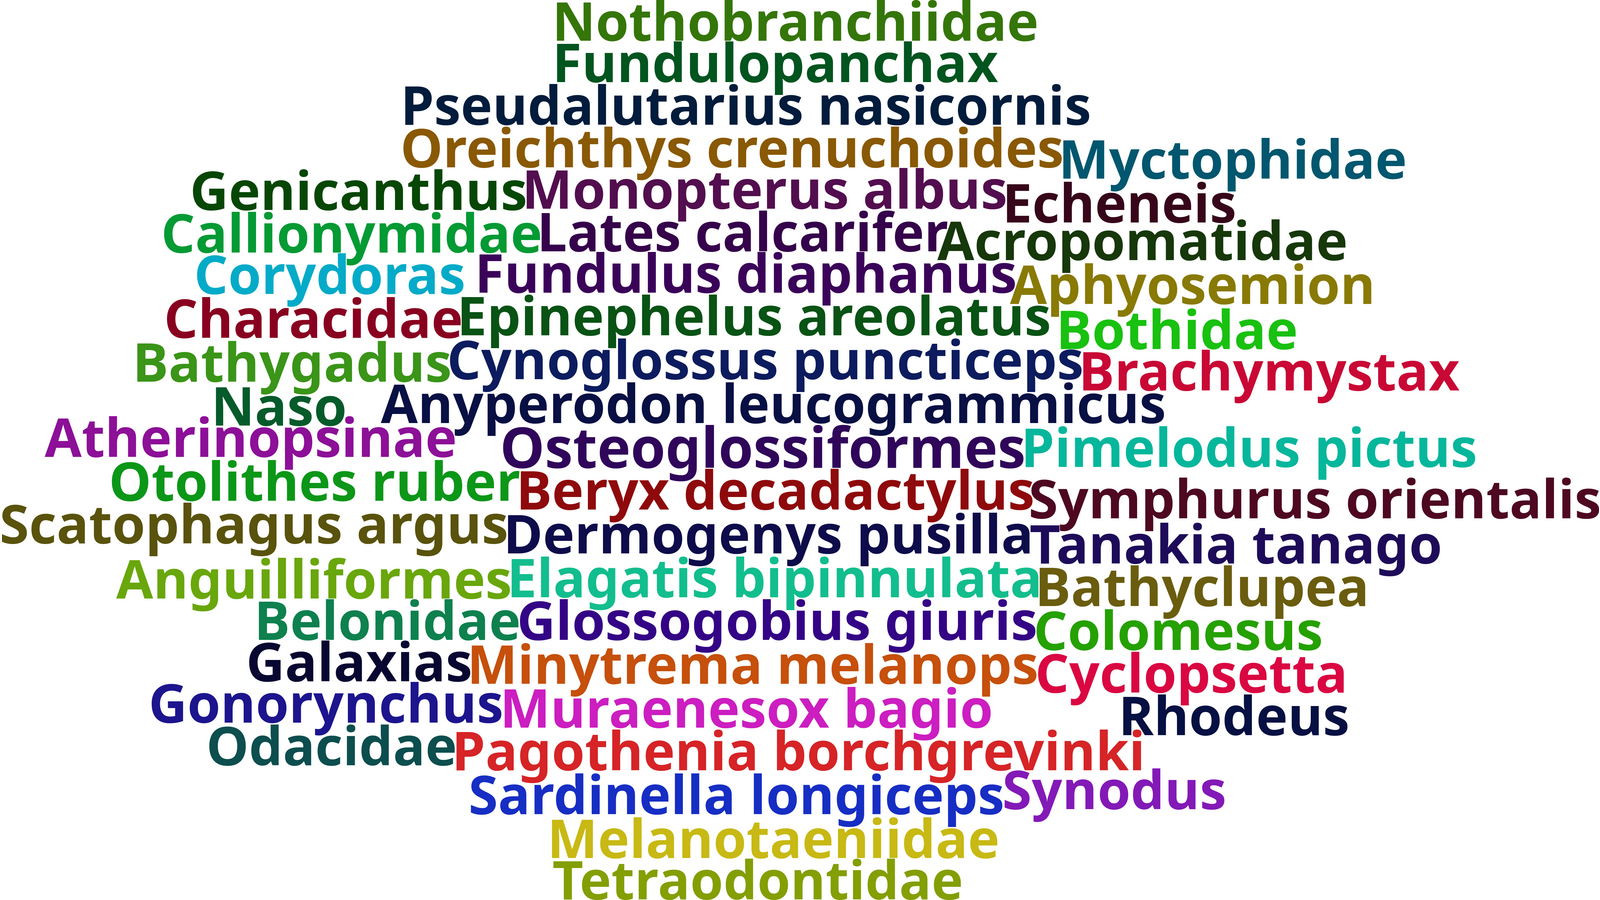 Nothobranchiidae
Fundulopanchax
Pseudalutarius nasicornis
Oreichthys crenuchoides Myctophidae
Genicanthus Monopterus albus Echeneis
Callionymidae Lates calcarifer Acropomatidae
Corydoras Fundulus diaphanus Aphyosemion
Characidae Epinephelus areolatus Bothidae
Bathygadus Cynoglossus puncticeps Brachymystax
Naso Anyperodon leucogrammicus
Atherinopsinae Osteoglossiformes Pimelodus pictus
Otolithes ruber Beryx decadactylus Symphurus orientalis
Scatophagus argus Dermogenys pusilla Tanakia tanago
Anguilliformes Elagatis bipinnulata Bathyclupea
Belonidae Glossogobius giuris Colomesus
Galaxias Minytrema melanops Cyclopsetta
Gonorynchus Muraenesox bagio Rhodeus
Odacidae Pagothenia borchgrevinki
Sardinella longiceps Synodus
Melanotaeniidae
Tetraodontidae